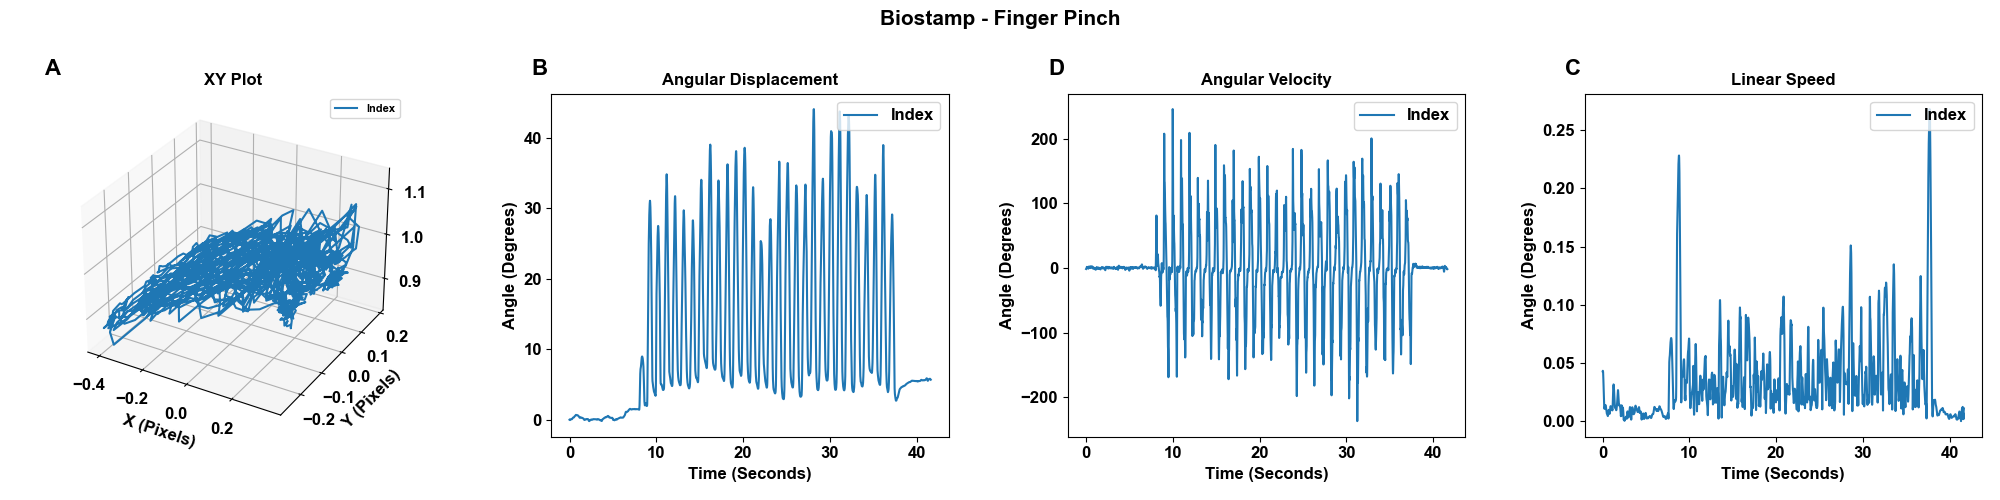 Biostamp - Finger Pinch
A
XY Plot
Index
1.1
1.0
0.9
−0.4
−0.2
0.0
0.2
X (Pixels)
−0.2
−0.1
0.0
0.1
0.2
Y (Pixels)
B
Angular Displacement
Index
Angle (Degrees)
40
30
20
10
0
0 10 20 30 40
Time (Seconds)
D
Angular Velocity
Index
Angle (Degrees)
200
100
0
−100
−200
0 10 20 30 40
Time (Seconds)
C
Linear Speed
Index
Angle (Degrees)
0.25
0.20
0.15
0.10
0.05
0.00
0 10 20 30 40
Time (Seconds)